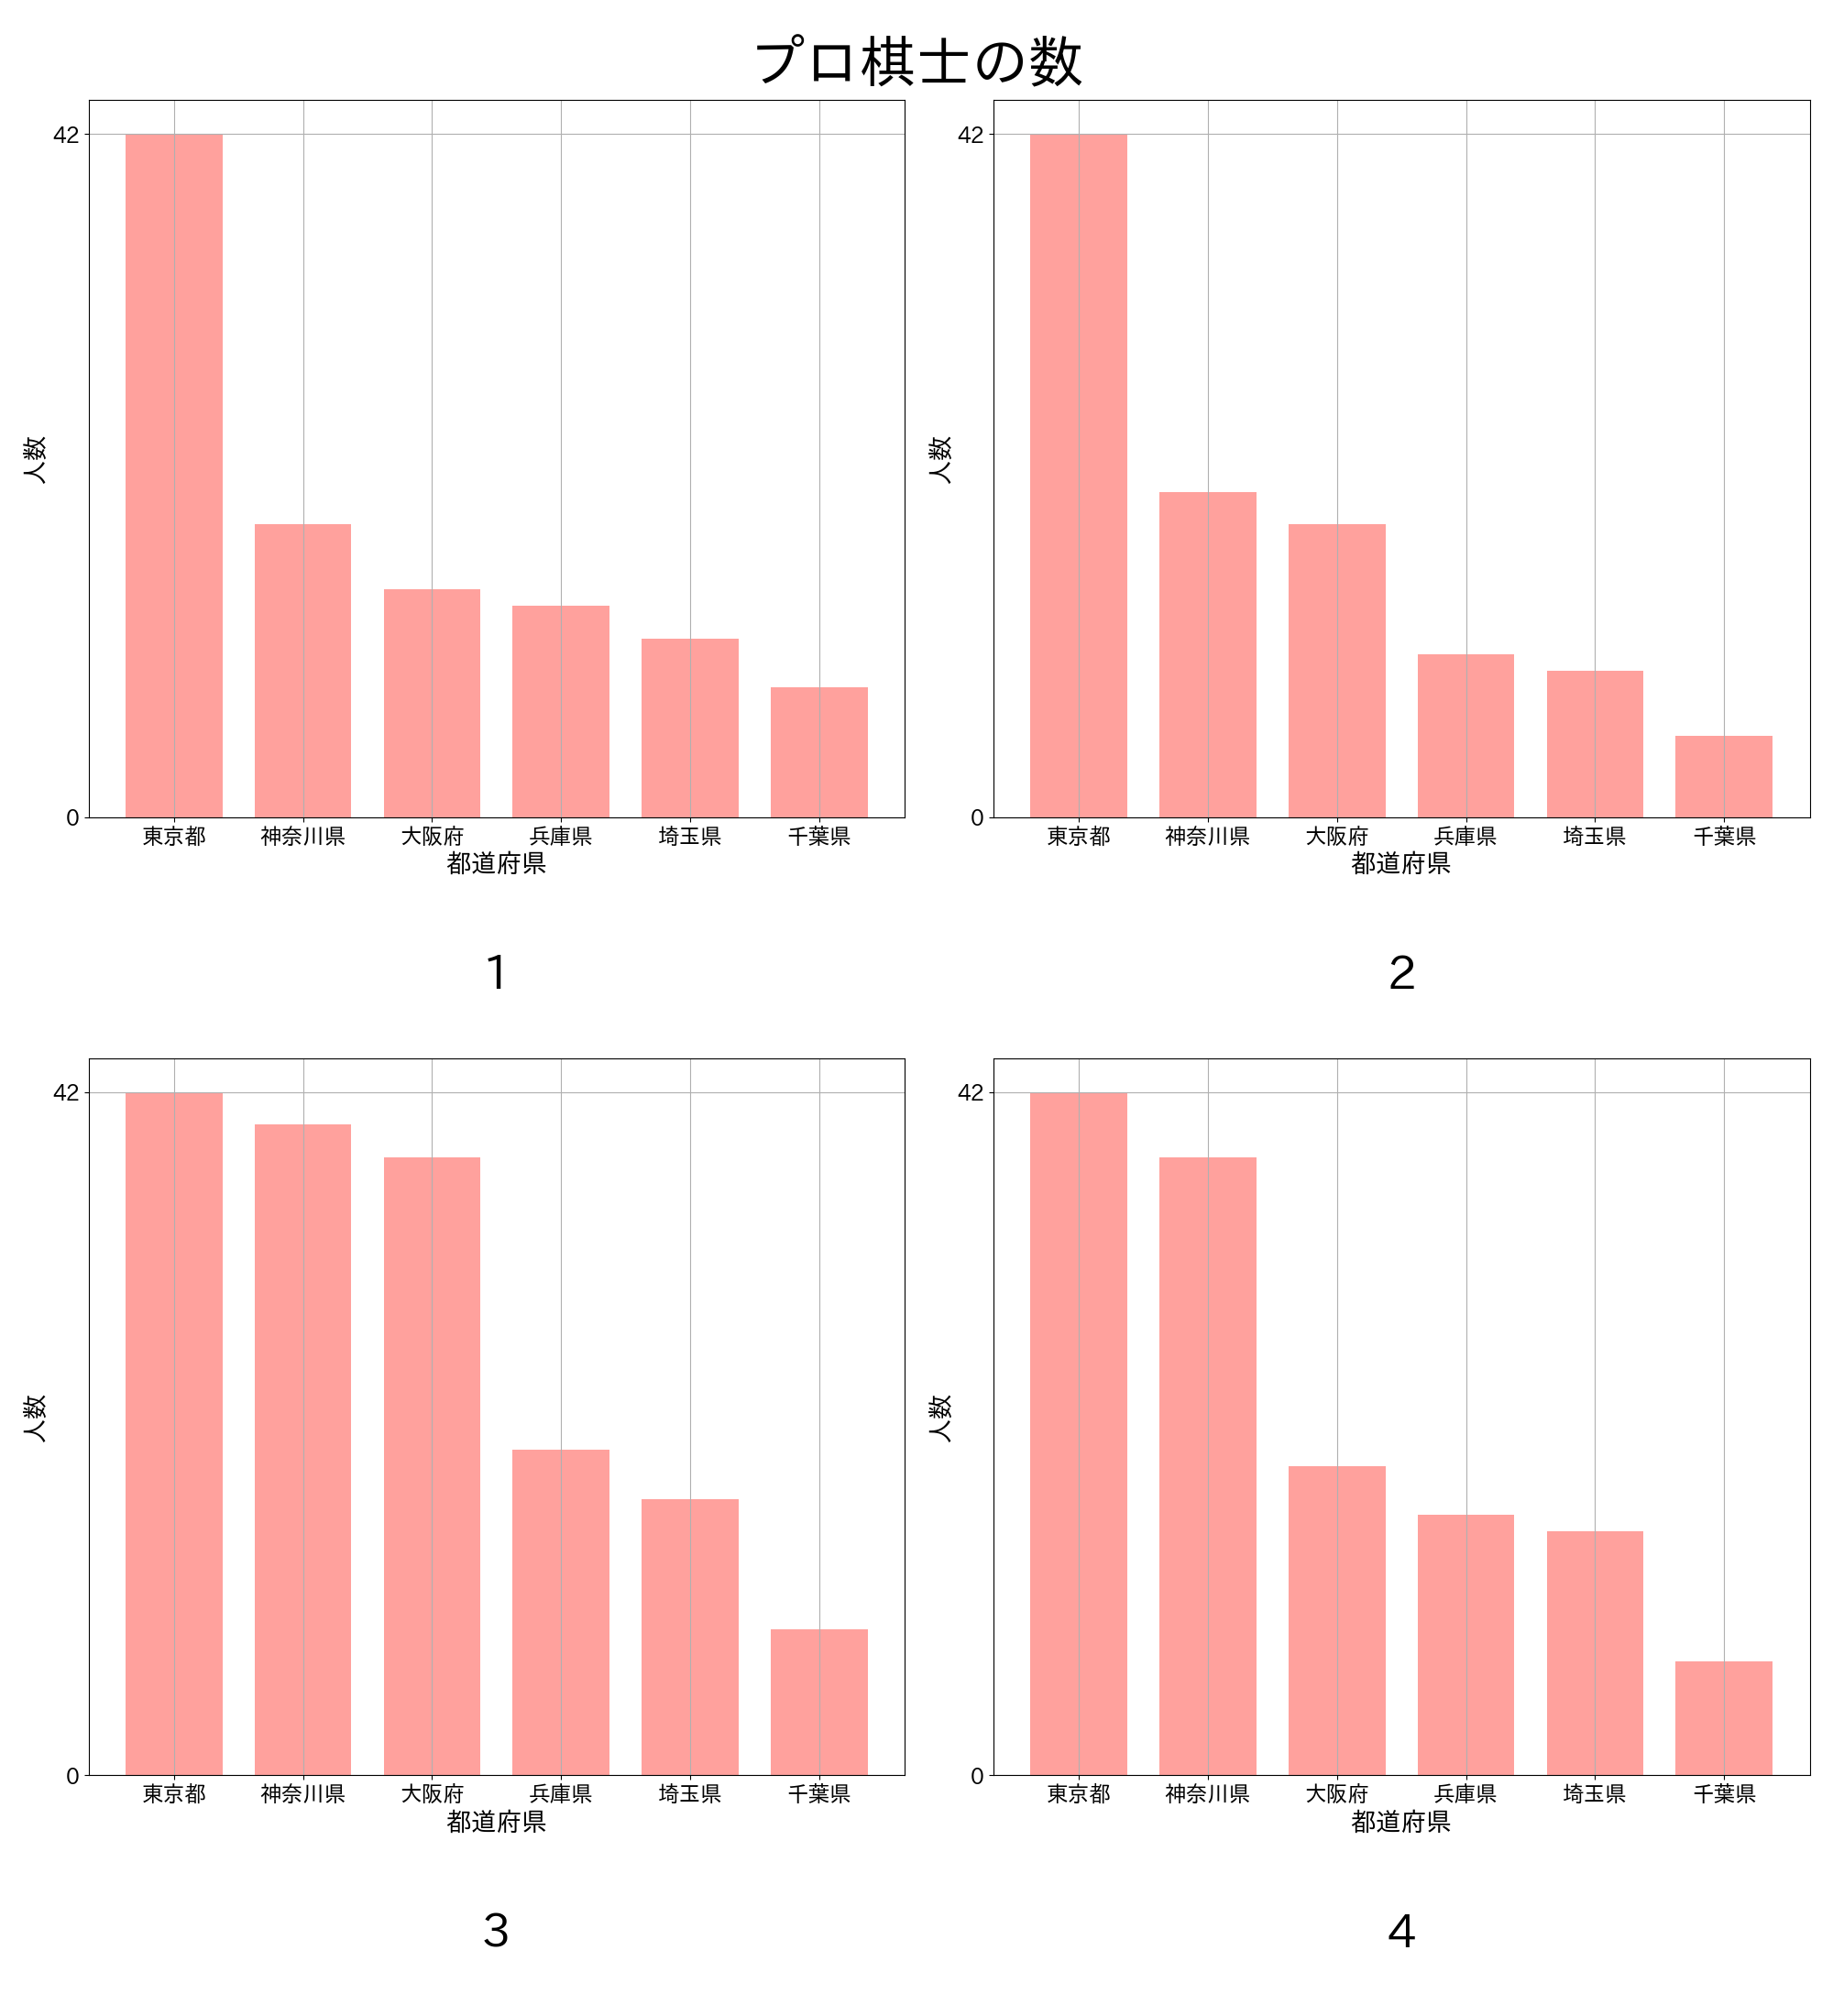 プロ棋士の数
42
0
人数
東京都 神奈川県 大阪府 兵庫県 埼玉県 千葉県
都道府県
1
42
0
人数
東京都 神奈川県 大阪府 兵庫県 埼玉県 千葉県
都道府県
2
42
0
人数
東京都 神奈川県 大阪府 兵庫県 埼玉県 千葉県
都道府県
3
42
0
人数
東京都 神奈川県 大阪府 兵庫県 埼玉県 千葉県
都道府県
4